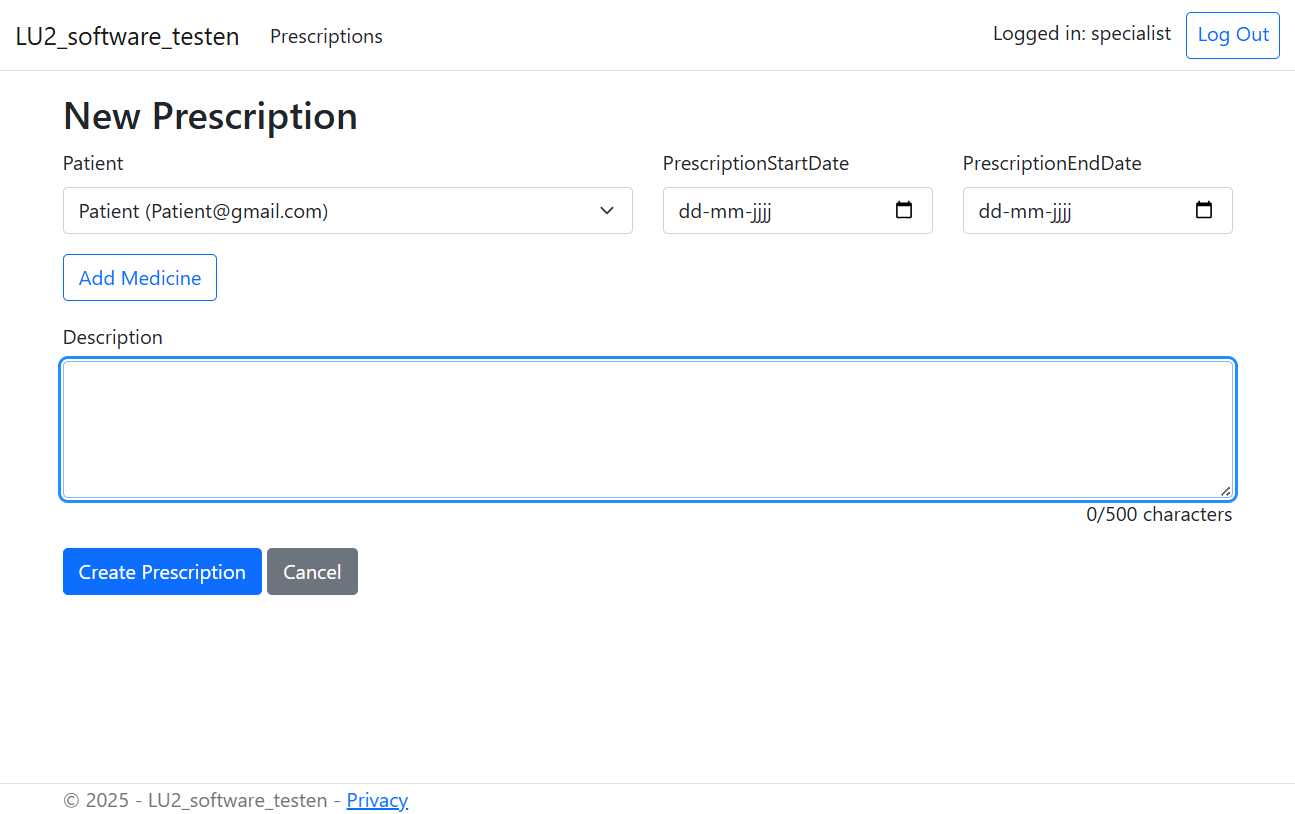 LU2_software_testen Prescriptions Logged in: specialist Log Out
New Prescription
Patient PrescriptionStartDate PrescriptionEndDate
Patient (Patient@gmail.com) dd-mm-jjjj dd-mm-jjjj
Add Medicine
Description
0/500 characters
Create Prescription Cancel
© 2025 - LU2_software_testen - Privacy